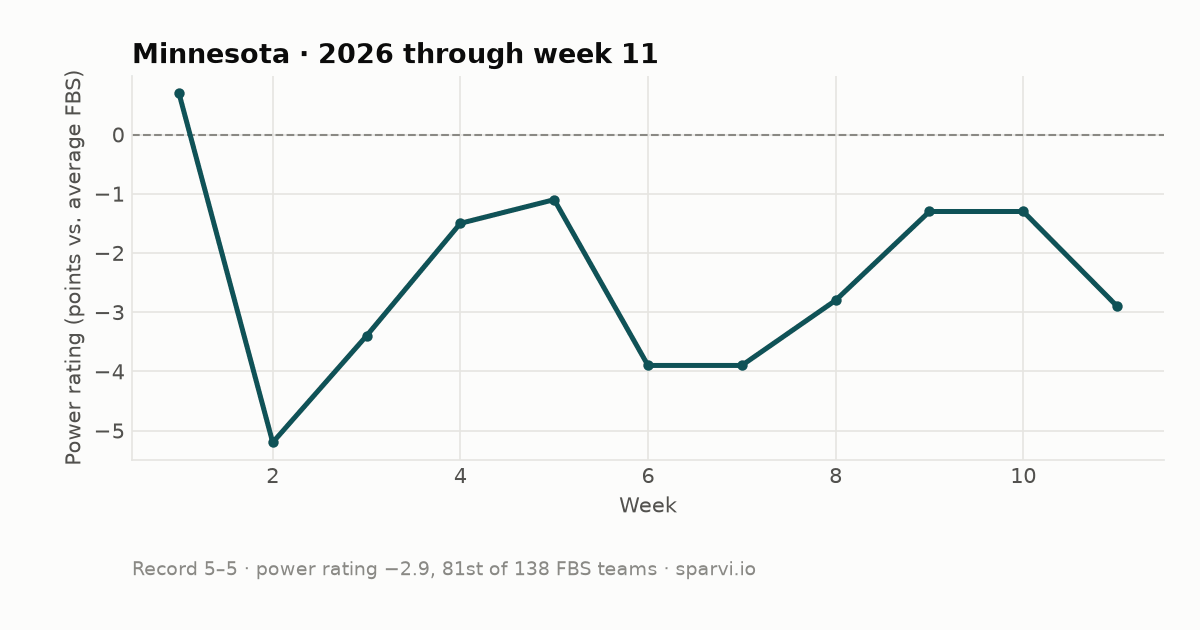 Minnesota · 2026 through week 11
Power rating (points vs. average FBS)
0
−1
−2
−3
−4
−5
2 4 6 8 10
Week
Record 5–5 · power rating −2.9, 81st of 138 FBS teams · sparvi.io